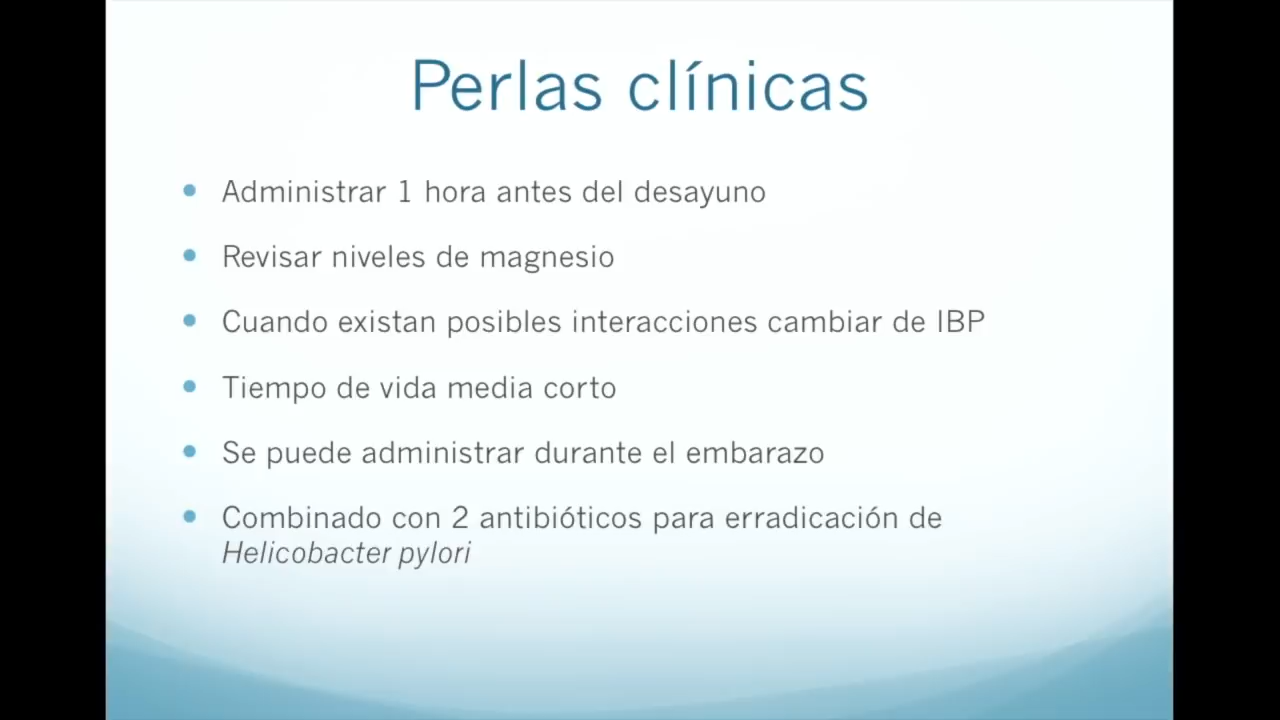 Perlas clínicas
Administrar 1 hora antes del desayuno
Revisar niveles de magnesio
Cuando existan posibles interacciones cambiar de IBP
Tiempo de vida media corto
Se puede administrar durante el embarazo
Combinado con 2 antibióticos para erradicación de
Helicobacter pylori